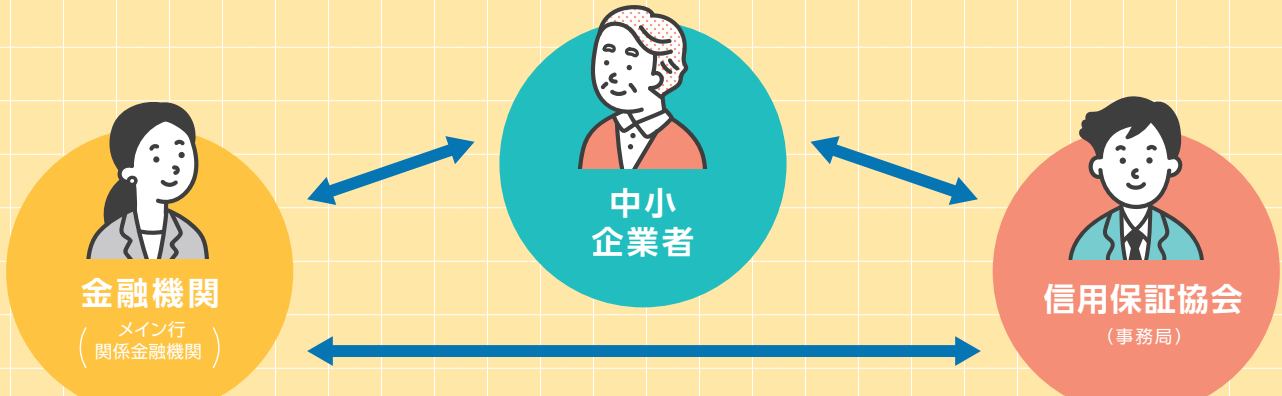 中小
企業者
金融機関
(メイン行
関係金融機関)
信用保証協会
(事務局)